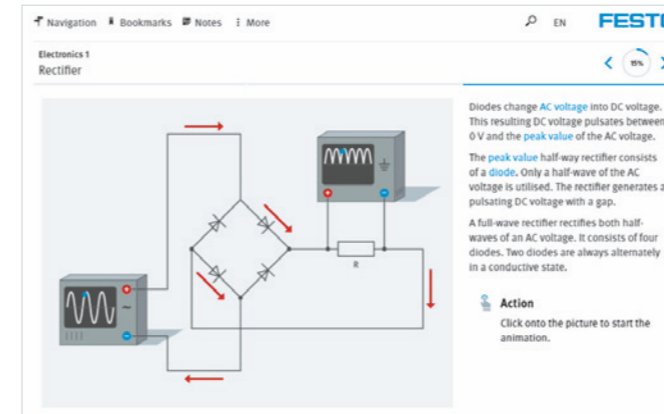 Navigation Bookmarks Notes More
EN FESTO
Electronics 1
Rectifier
15%
R
Diodes change AC voltage into DC voltage.
This resulting DC voltage pulsates between
0 V and the peak value of the AC voltage.
The peak value half-way rectifier consists
of a diode. Only a half-wave of the AC
voltage is utilised. The rectifier generates a
pulsating DC voltage with a gap.
A full-wave rectifier rectifies both half-
waves of an AC voltage. It consists of four
diodes. Two diodes are always alternately
in a conductive state.
Action
Click onto the picture to start the
animation.